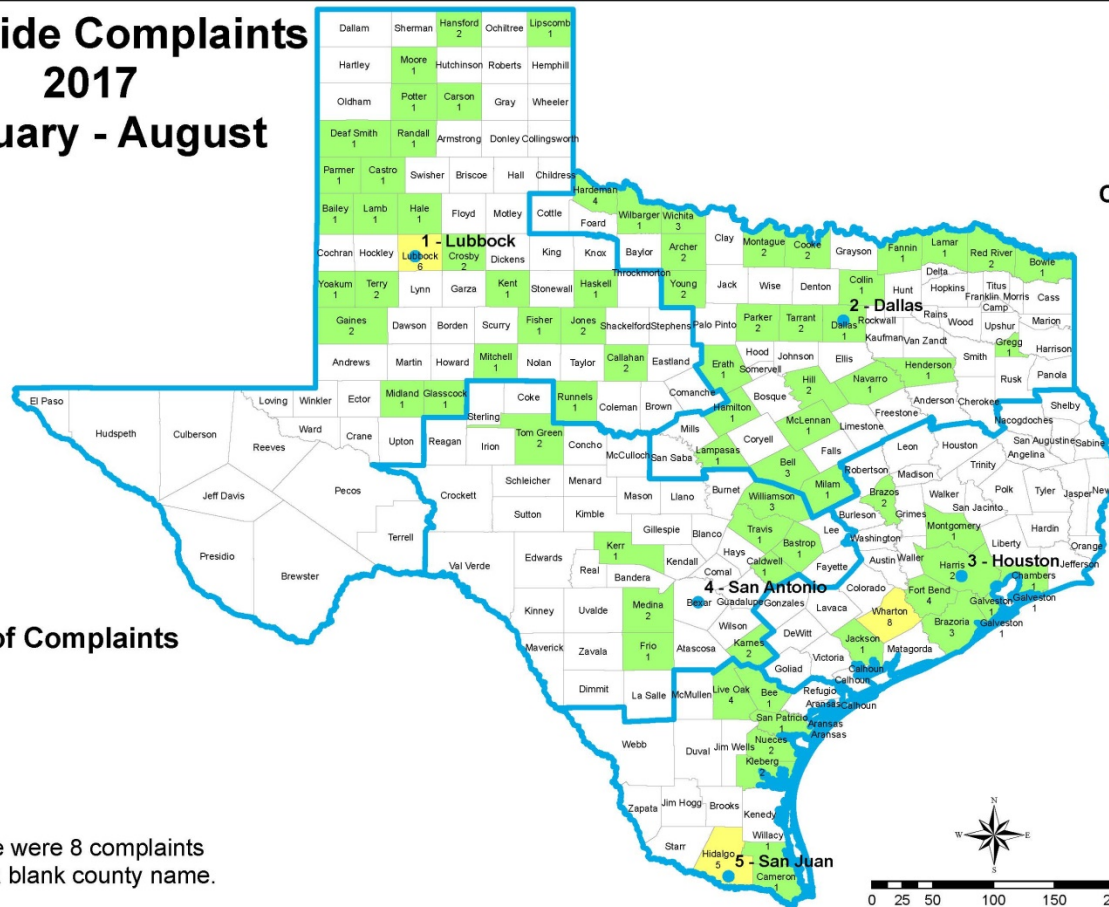 ide Complaints
2017
uary - August
Dallam Sherman Hansford 2 Ochiltree Lipscomb 1
Hartley Moore 1 Hutchinson Roberts Hemphill
Oldham Potter 1 Carson 1 Gray Wheeler
Deaf Smith 1 Randall 1 Armstrong Donley Collingsworth
Parmer 1 Castro 1 Swisher Briscoe Hall Childress
Hardeman 4
Bailey 1 Lamb 1 Hale 1 Floyd Motley Cottle Foard Wilbarger 1 Wichita 3
Clay Montague 2 Cooke 2 Grayson Fannin 1 Lamar 1 Red River 2 Bowie 1
1 - Lubbock
Cochran Hockley Lubbock 6 Crosby 2 Dickens King Knox Baylor Archer 2
Throckmorton
Yoakum 1 Terry 2 Lynn Garza Kent 1 Stonewall Haskell 1 Young 2 Jack Wise Denton Collin 1 Hunt Delta Hopkins Titus Franklin Morris Cass Camp
2 - Dallas
Gaines 2 Dawson Borden Scurry Fisher 1 Jones 2 Shackelford Stephens Palo Pinto Parker 2 Tarrant 2 Dallas 1 Rockwall Rains Wood Upshur Marion
Kaufman Van Zandt Gregg 1 Harrison
Andrews Martin Howard Mitchell 1 Nolan Taylor Callahan 2 Eastland Erath 1 Hood Somervell Johnson Ellis Henderson 1 Smith Rusk Panola
El Paso Loving Winkler Ector Midland 1 Glasscock 1 Sterling Coke Runnels 1 Coleman Brown Comanche Hamilton 1 Bosque Hill 2 Navarro 1 Freestone Anderson Cherokee Nacogdoches Shelby
Hudspeth Culberson Reeves Ward Crane Upton Reagan Irion Tom Green 2 Concho McCulloch San Saba Mills Lampasas 1 Coryell McLennan 1 Limestone Falls Leon Houston San Augustine Sabine Angelina
Bell 3 Milam 1 Robertson Madison Trinity
Jeff Davis Pecos Crockett Schleicher Menard Mason Llano Burnet Williamson 3 Brazos 2 Walker Polk Tyler Jasper New
Sutton Kimble Gillespie Blanco Travis 1 Lee Burleson Grimes San Jacinto Hardin
Presidio Brewster Terrell Val Verde Edwards Kerr 1 Kendall Hays Bastrop 1 Washington Montgomery 1 Liberty Orange
Real Bandera Comal Caldwell 1 Fayette Austin Waller Harris 2 Chambers 1 Jefferson
3 - Houston
4 - San Antonio
Kinney Uvalde Medina 2 Bexar Guadalupe Gonzales Lavaca Colorado Wharton 8 Fort Bend 4 Galveston 1 Galveston 1
Brazoria 3 Galveston 1
Maverick Zavala Frio 1 Atascosa Wilson Karnes 2 DeWitt Victoria Jackson 1 Matagorda
Goliad Calhoun Calhoun Calhoun
Dimmit La Salle McMullen Live Oak 4 Bee 1 Refugio Aransas Aransas Aransas
San Patricio 1
of Complaints
Webb Duval Jim Wells Nueces 2
Kleberg 2
Zapata Jim Hogg Brooks Kenedy
Starr Hidalgo 5 Willacy 1
5 - San Juan
Cameron 1
e were 8 complaints
blank county name.
N
W E
S
0 25 50 100 150 2